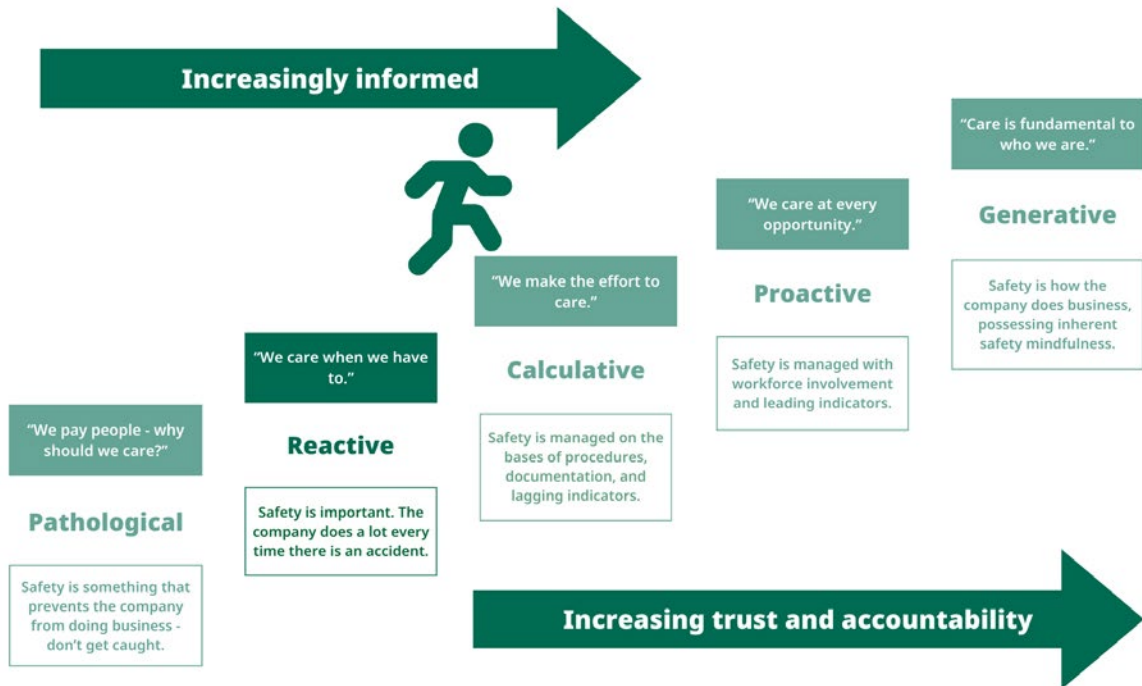 Increasingly informed
“We pay people - why
should we care?”
Pathological
Safety is something that
prevents the company
from doing business -
don’t get caught.
“We care when we have
to.”
Reactive
Safety is important. The
company does a lot every
time there is an accident.
“We make the effort to
care.”
Calculative
Safety is managed on the
bases of procedures,
documentation, and
lagging indicators.
“We care at every
opportunity.”
Proactive
Safety is managed with
workforce involvement
and leading indicators.
“Care is fundamental to
who we are.”
Generative
Safety is how the
company does business,
possessing inherent
safety mindfulness.
Increasing trust and accountability